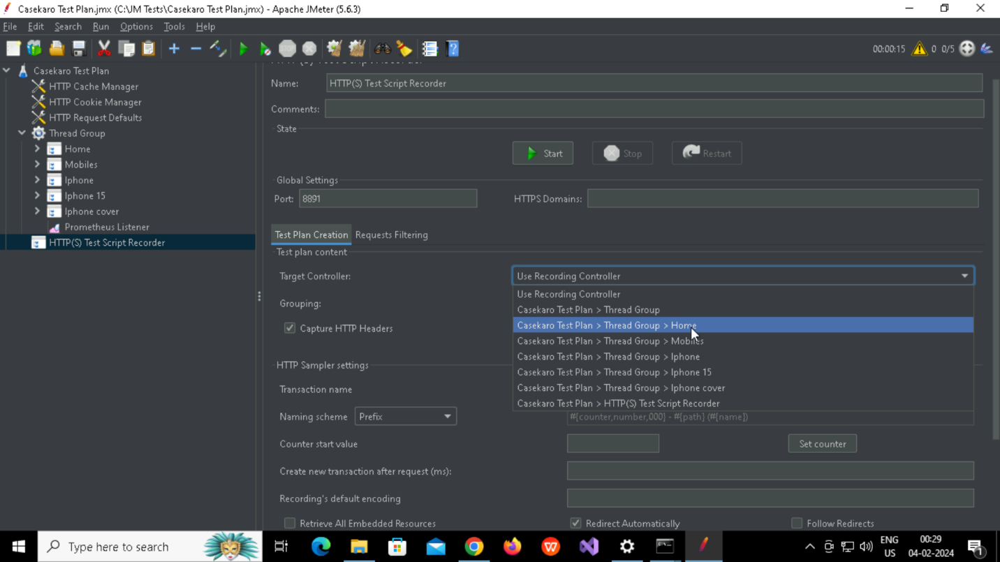 Casekaro Test Plan.jmx (C:\JM Tests\Casekaro Test Plan.jmx) - Apache JMeter (5.6.3)
File Edit Search Run Options Tools Help
STOP
00:00:15 0 0/5
Casekaro Test Plan
HTTP Cache Manager
HTTP Cookie Manager
HTTP Request Defaults
Thread Group
Home
Mobiles
Iphone
Iphone 15
Iphone cover
Prometheus Listener
HTTP(S) Test Script Recorder
Name: HTTP(S) Test Script Recorder
Comments:
State
Start Stop Restart
Global Settings
Port: 8891 HTTPS Domains:
Test Plan Creation Requests Filtering
Test plan content
Target Controller: Use Recording Controller
Use Recording Controller
Grouping:
Casekaro Test Plan > Thread Group
Capture HTTP Headers Casekaro Test Plan > Thread Group > Home
Casekaro Test Plan > Thread Group > Mobiles
Casekaro Test Plan > Thread Group > Iphone
HTTP Sampler settings
Casekaro Test Plan > Thread Group > Iphone 15
Transaction name Casekaro Test Plan > Thread Group > Iphone cover
Casekaro Test Plan > HTTP(S) Test Script Recorder
Naming scheme Prefix #{counter,number,000} - #{path} (#{name})
Counter start value Set counter
Create new transaction after request (ms):
Recording's default encoding
Retrieve All Embedded Resources Redirect Automatically Follow Redirects
Type here to search
ENG
US
00:29
04-02-2024
1